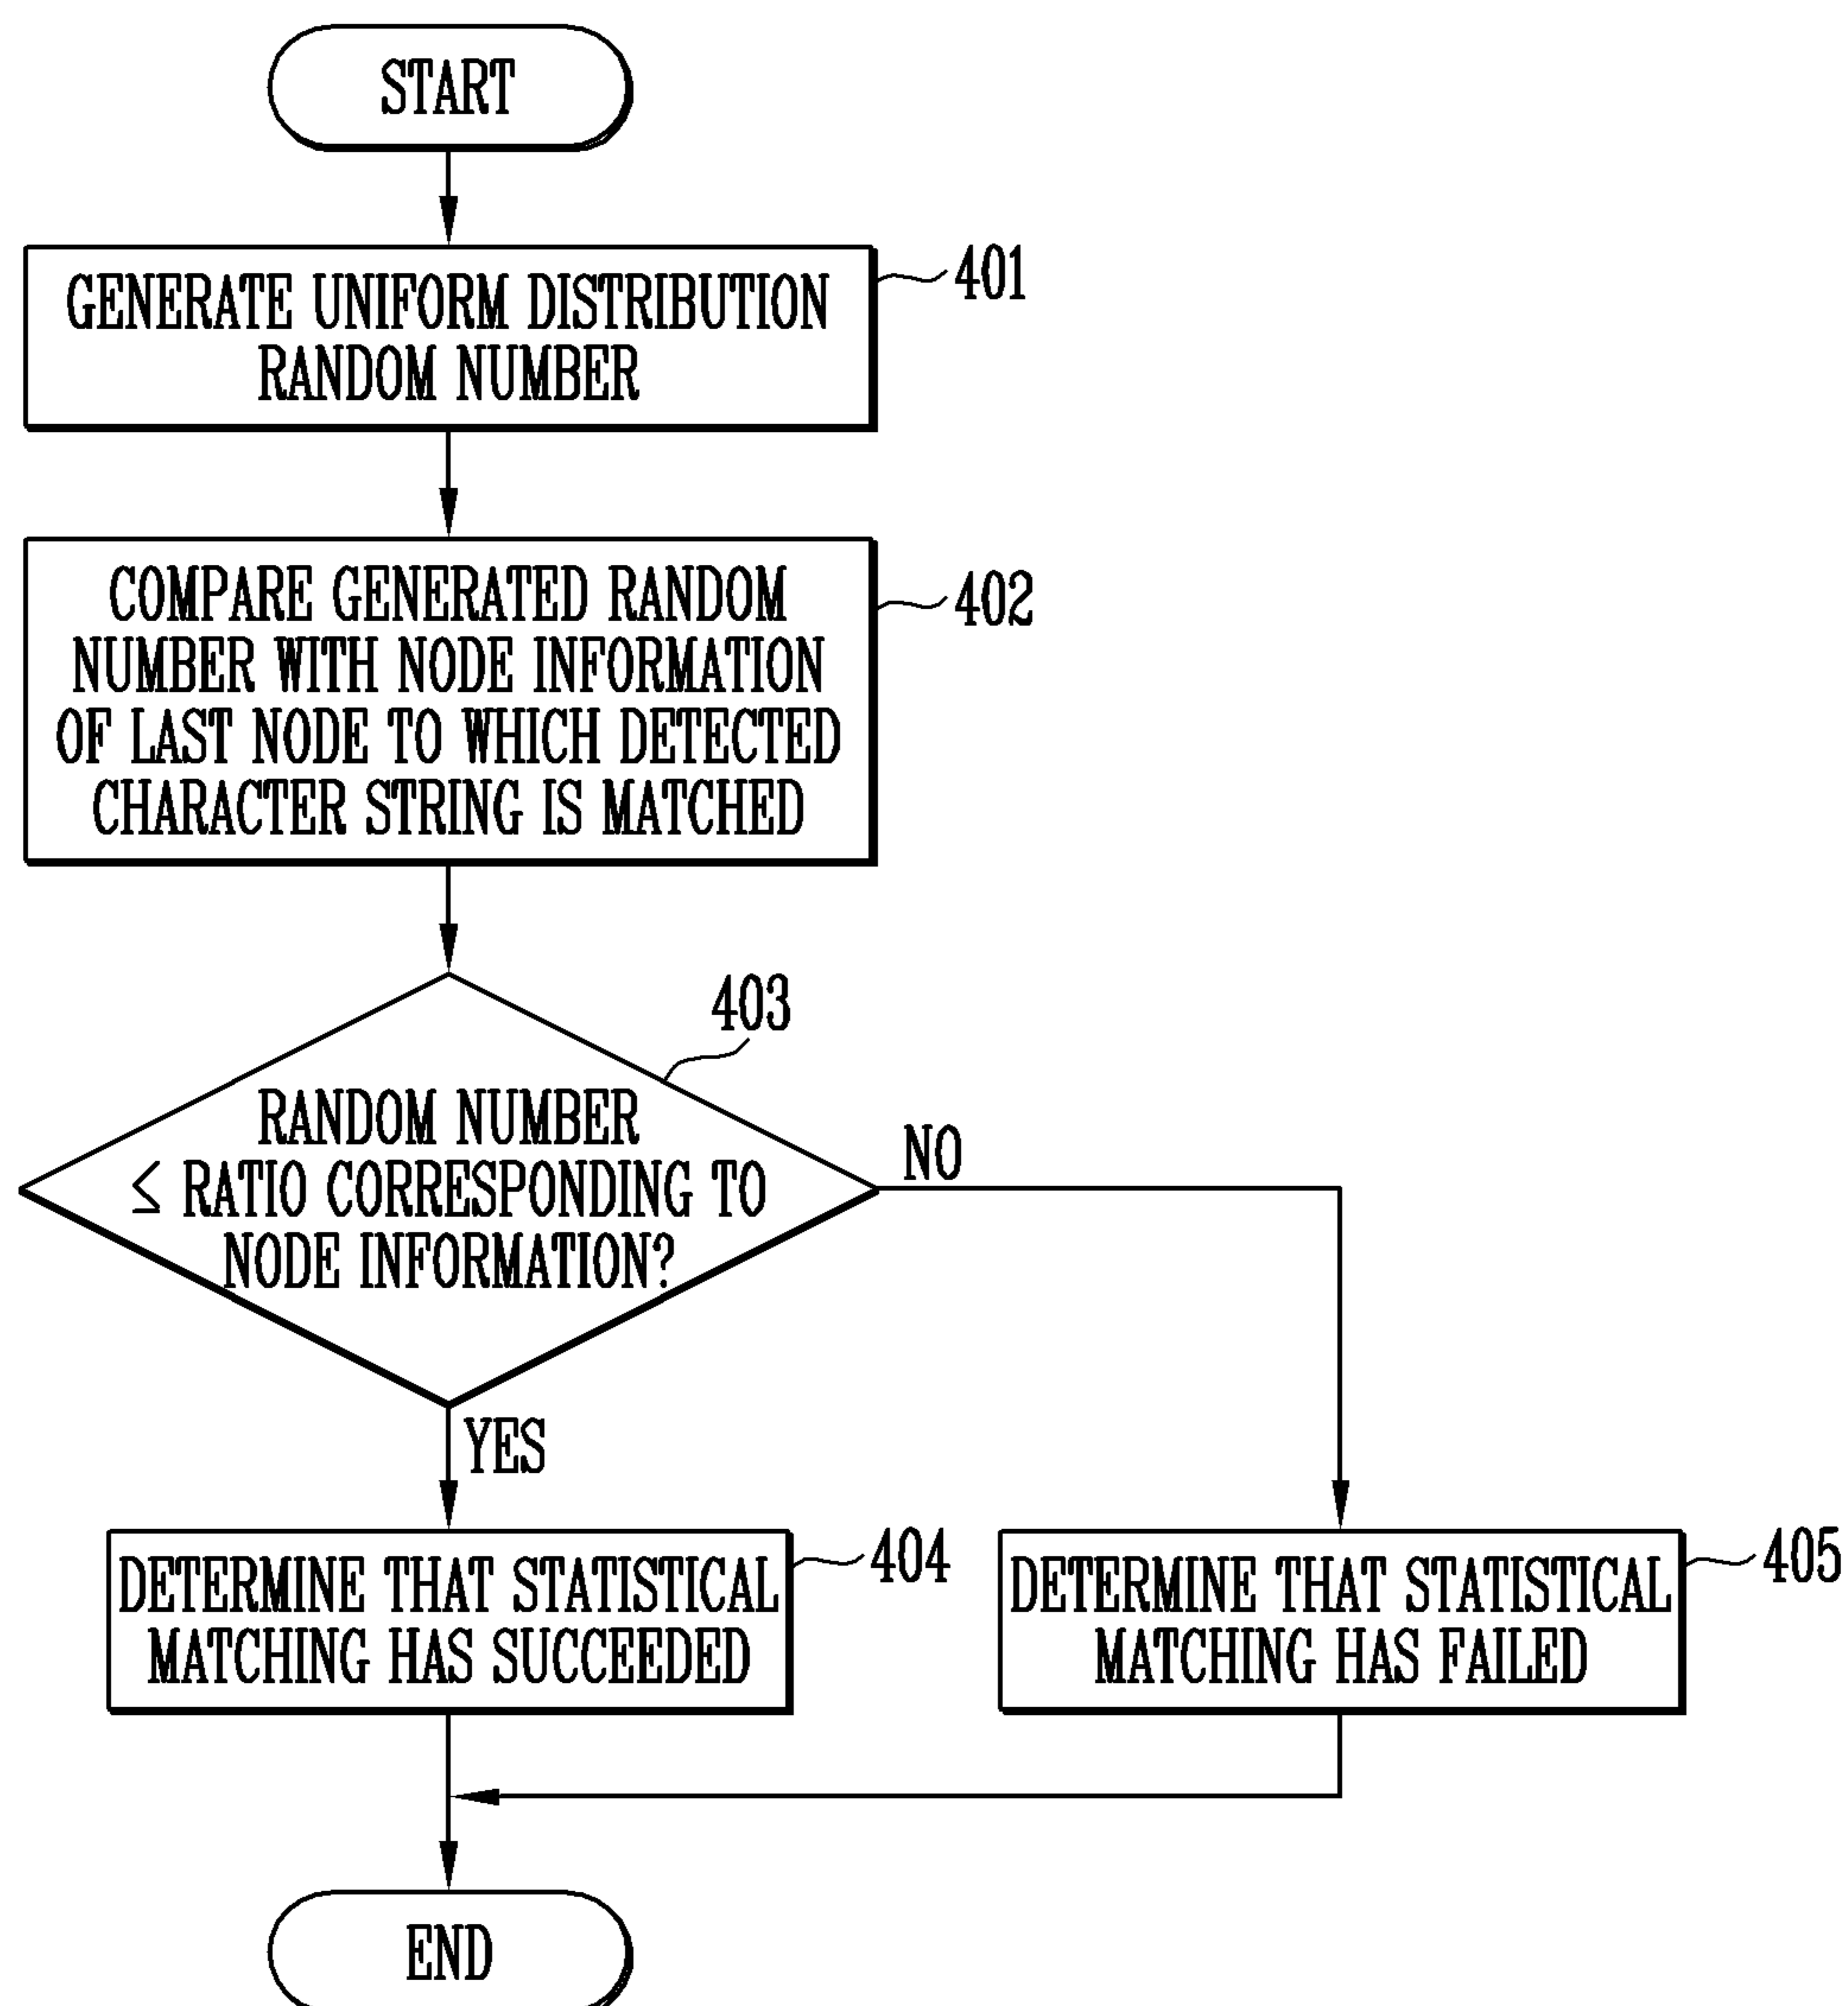 START
GENERATE UNIFORM DISTRIBUTION
RANDOM NUMBER
401
COMPARE GENERATED RANDOM
NUMBER WITH NODE INFORMATION
OF LAST NODE TO WHICH DETECTED
CHARACTER STRING IS MATCHED
402
403
RANDOM NUMBER
≤ RATIO CORRESPONDING TO
NODE INFORMATION?
NO
YES
DETERMINE THAT STATISTICAL
MATCHING HAS SUCCEEDED
404
DETERMINE THAT STATISTICAL
MATCHING HAS FAILED
405
END